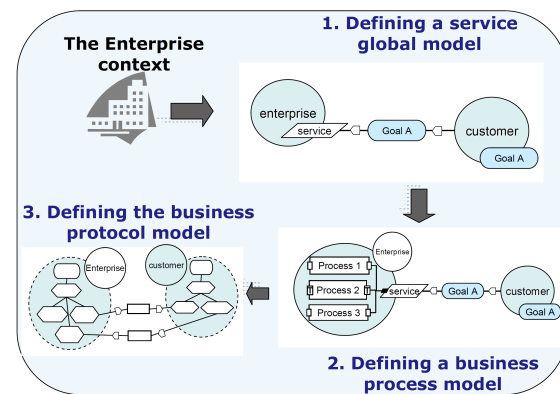 The Enterprise
context
1. Defining a service
global model
enterprise
service
Goal A
customer
Goal A
3. Defining the business
protocol model
Enterprise
customer
Enterprise
Process 1
Process 2
Process 3
service
Goal A
customer
Goal A
2. Defining a business
process model